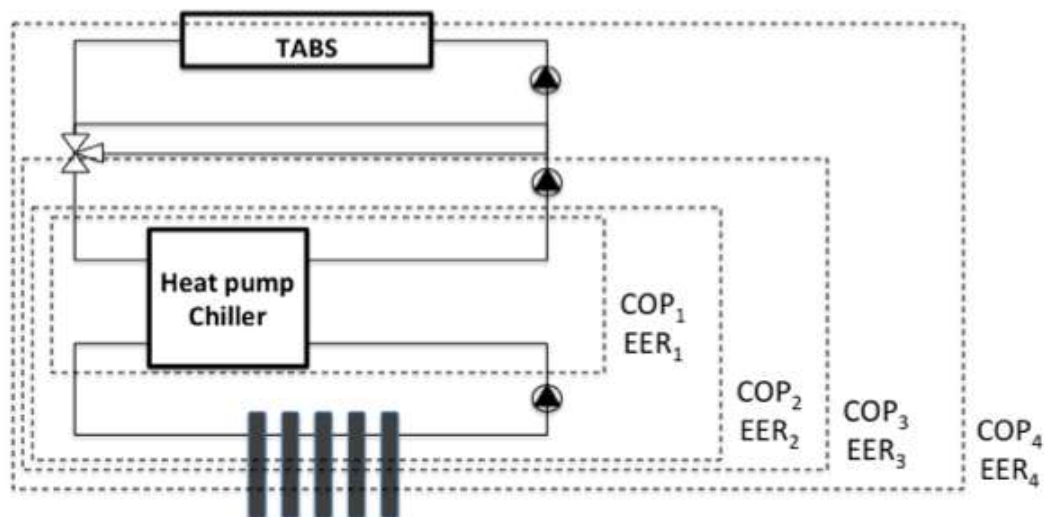 TABS
Heat pump
Chiller
COP₁
EER₁
COP₂
EER₂
COP₃
EER₃
COP₄
EER₄